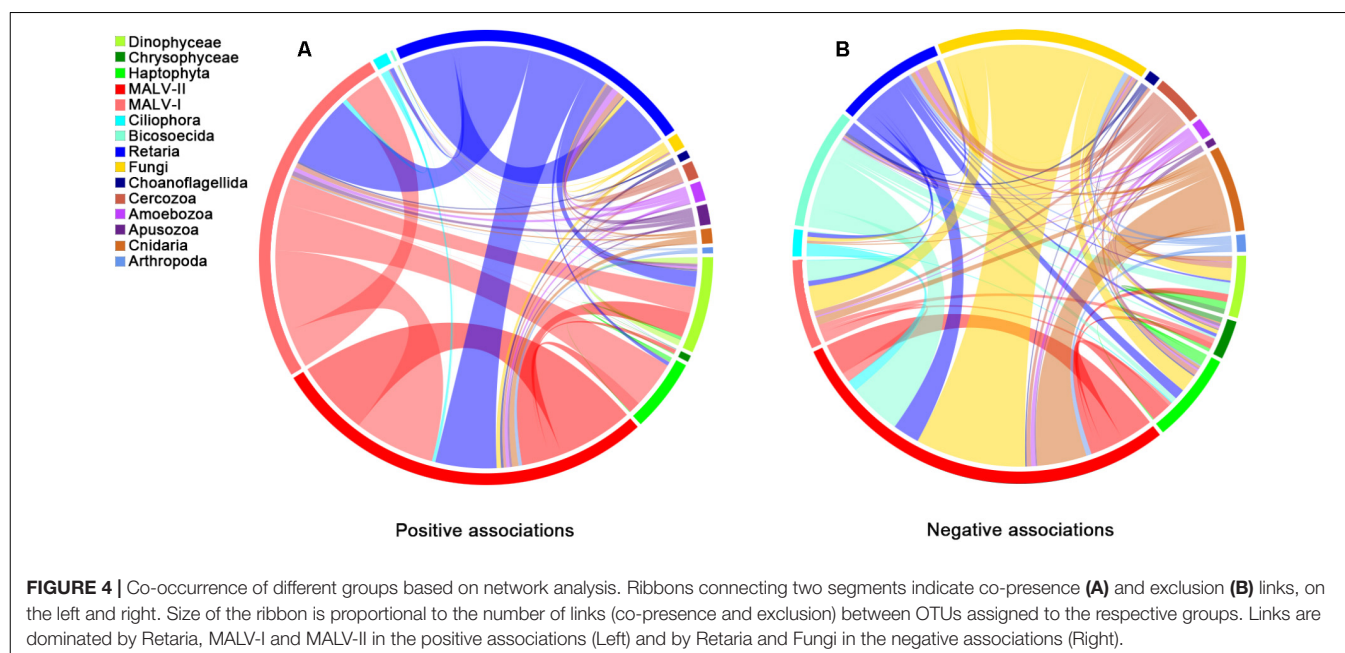 A
B
Dinophyceae
Chrysophyceae
Haptophyta
MALV-II
MALV-I
Ciliophora
Bicosoecida
Retaria
Fungi
Choanoflagellida
Cercozoa
Amoebozoa
Apusozoa
Cnidaria
Arthropoda
Positive associations
Negative associations
FIGURE 4 | Co-occurrence of different groups based on network analysis. Ribbons connecting two segments indicate co-presence (A) and exclusion (B) links, on
the left and right. Size of the ribbon is proportional to the number of links (co-presence and exclusion) between OTUs assigned to the respective groups. Links are
dominated by Retaria, MALV-I and MALV-II in the positive associations (Left) and by Retaria and Fungi in the negative associations (Right).